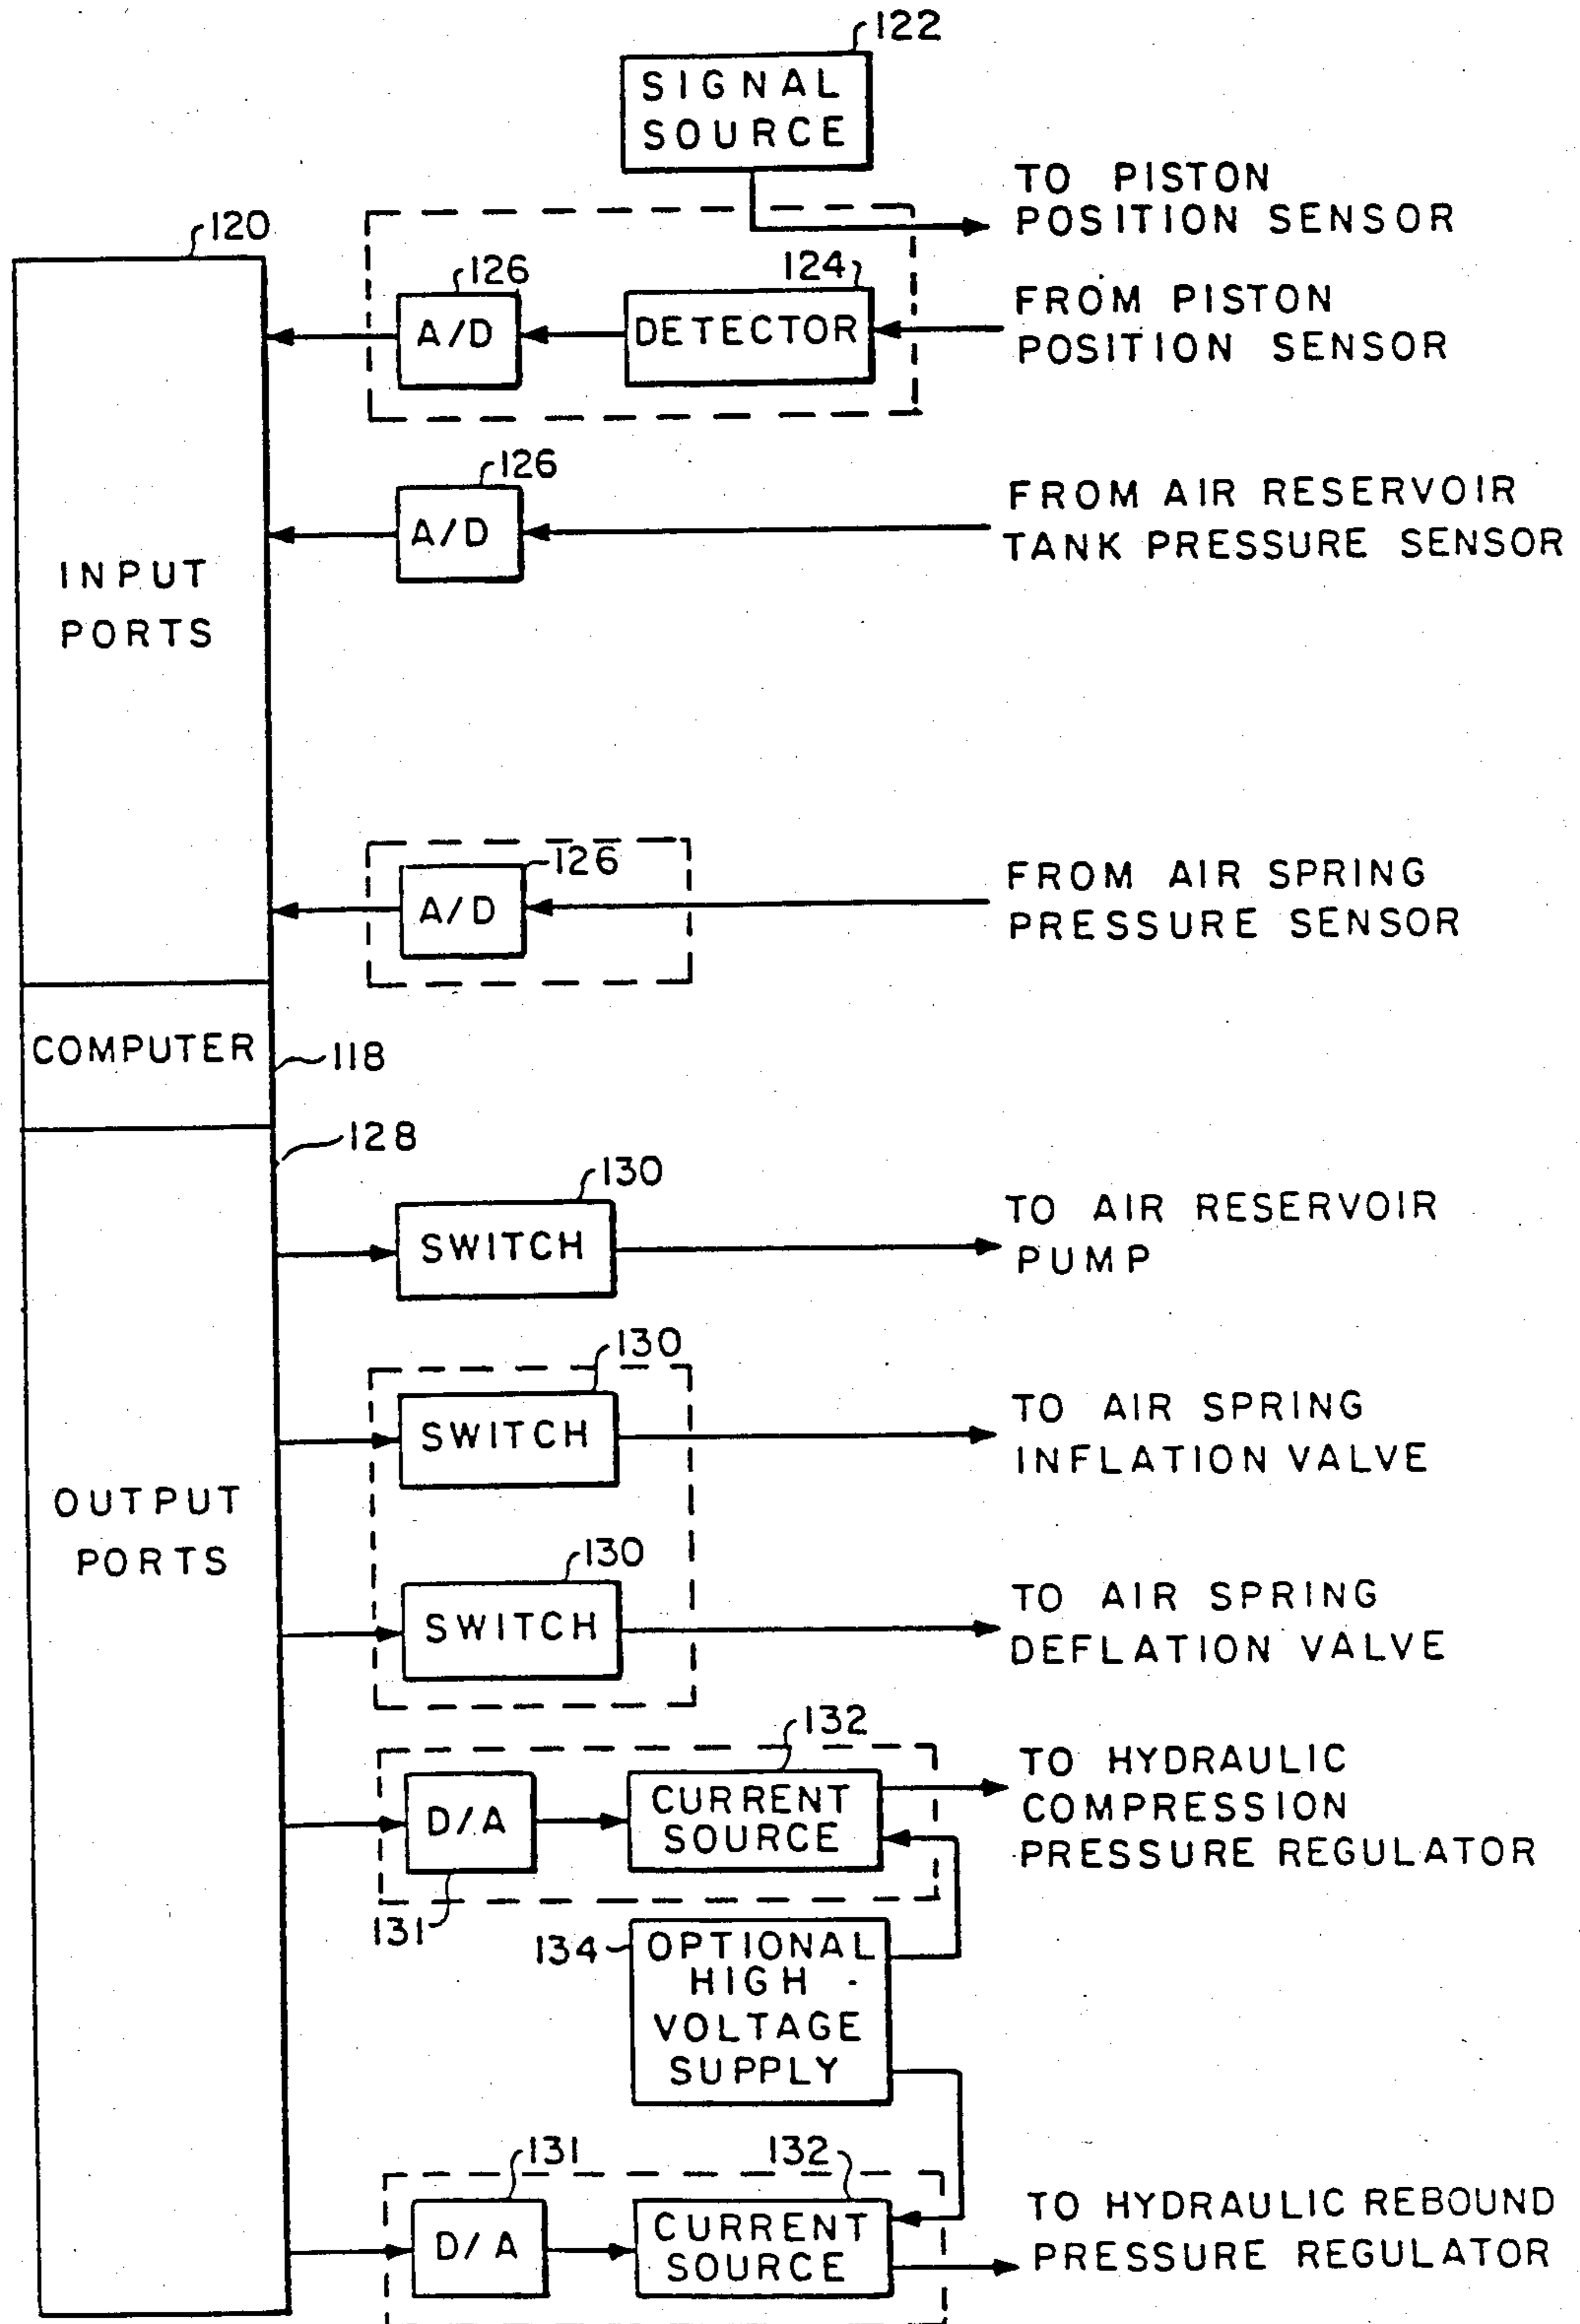 122
SIGNAL
SOURCE
TO PISTON
POSITION SENSOR
120
126
124
A/D
DETECTOR
FROM PISTON
POSITION SENSOR
126
A/D
FROM AIR RESERVOIR
TANK PRESSURE SENSOR
INPUT
PORTS
126
A/D
FROM AIR SPRING
PRESSURE SENSOR
COMPUTER
118
128
130
SWITCH
TO AIR RESERVOIR
PUMP
130
SWITCH
TO AIR SPRING
INFLATION VALVE
OUTPUT
PORTS
130
SWITCH
TO AIR SPRING
DEFLATION VALVE
132
D/A
CURRENT
SOURCE
TO HYDRAULIC
COMPRESSION
PRESSURE REGULATOR
131
134
OPTIONAL
HIGH
VOLTAGE
SUPPLY
131
132
D/A
CURRENT
SOURCE
TO HYDRAULIC REBOUND
PRESSURE REGULATOR